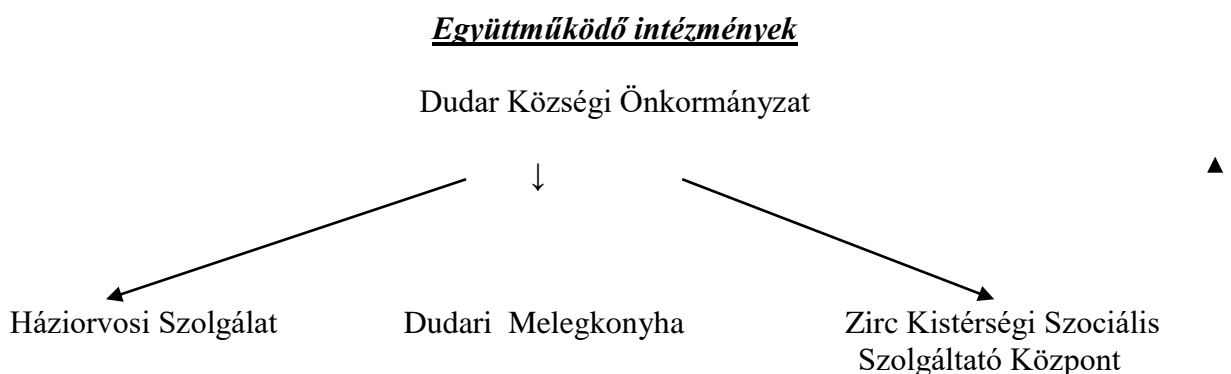 Együttműködő intézmények
Dudar Községi Önkormányzat
Háziorvosi Szolgálat
Dudari Melegkonyha
Zirc Kistérségi Szociális
Szolgáltató Központ